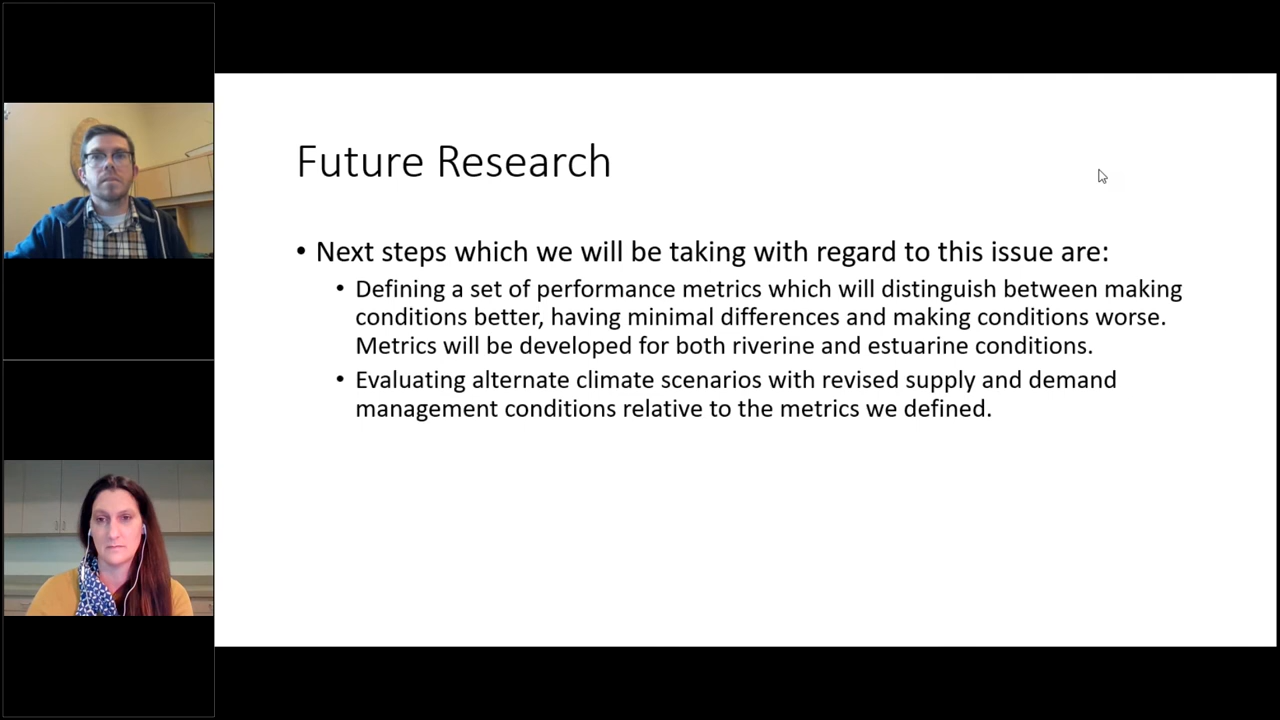 Future Research
• Next steps which we will be taking with regard to this issue are:
• Defining a set of performance metrics which will distinguish between making
conditions better, having minimal differences and making conditions worse.
Metrics will be developed for both riverine and estuarine conditions.
• Evaluating alternate climate scenarios with revised supply and demand
management conditions relative to the metrics we defined.